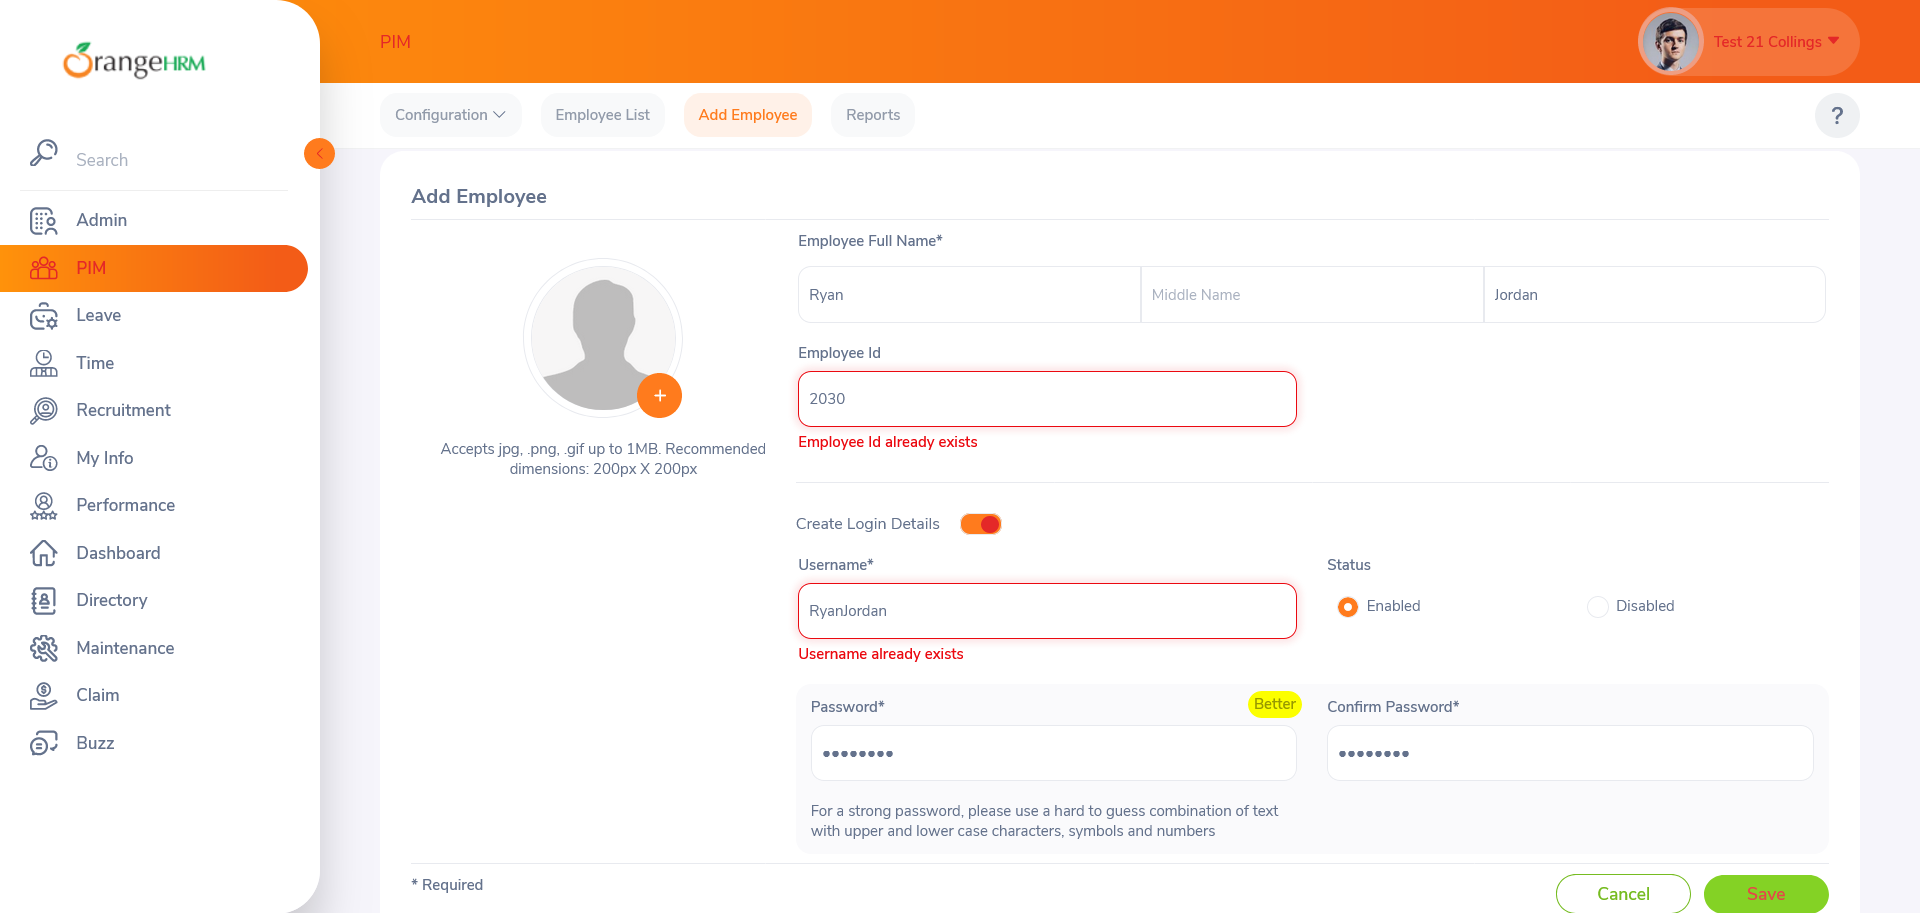 OrangeHRM
PIM
Test 21 Collings
Configuration
Employee List
Add Employee
Reports
?
Search
Admin
PIM
Leave
Time
Recruitment
My Info
Performance
Dashboard
Directory
Maintenance
Claim
Buzz
Add Employee
Accepts jpg, .png, .gif up to 1MB. Recommended
dimensions: 200px X 200px
Employee Full Name*
Ryan
Middle Name
Jordan
Employee Id
2030
Employee Id already exists
Create Login Details
Username*
RyanJordan
Username already exists
Status
Enabled
Disabled
Password*
Better
••••••••
Confirm Password*
••••••••
For a strong password, please use a hard to guess combination of text
with upper and lower case characters, symbols and numbers
* Required
Cancel
Save